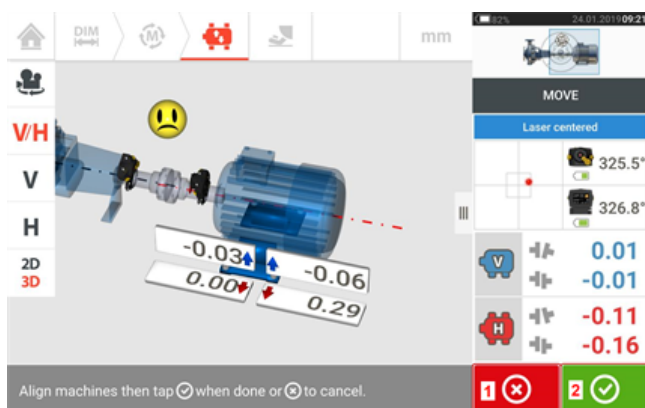 DIM
mm
82%
24.01.2019 09:21
MOVE
Laser centered
V/H
V
H
2D
3D
325.5°
326.8°
-0.03
-0.06
0.00
0.29
V
0.01
-0.01
H
-0.11
-0.16
Align machines then tap when done or to cancel.
1
2